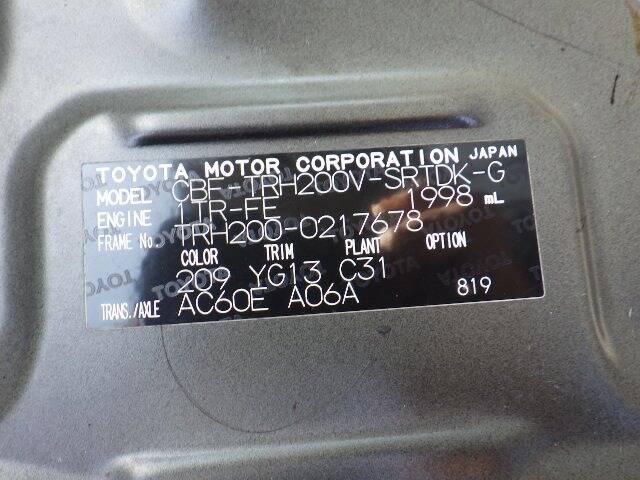 TOYOTA MOTOR CORPORATION JAPAN
MODEL CBF-TRH200V-SRTDK-G
ENGINE 1TR-FE 1998 mL
FRAME No. TRH200-0217678
COLOR TRIM PLANT OPTION
209 YG13 C31
TRANS./AXLE AC60E A06A 819